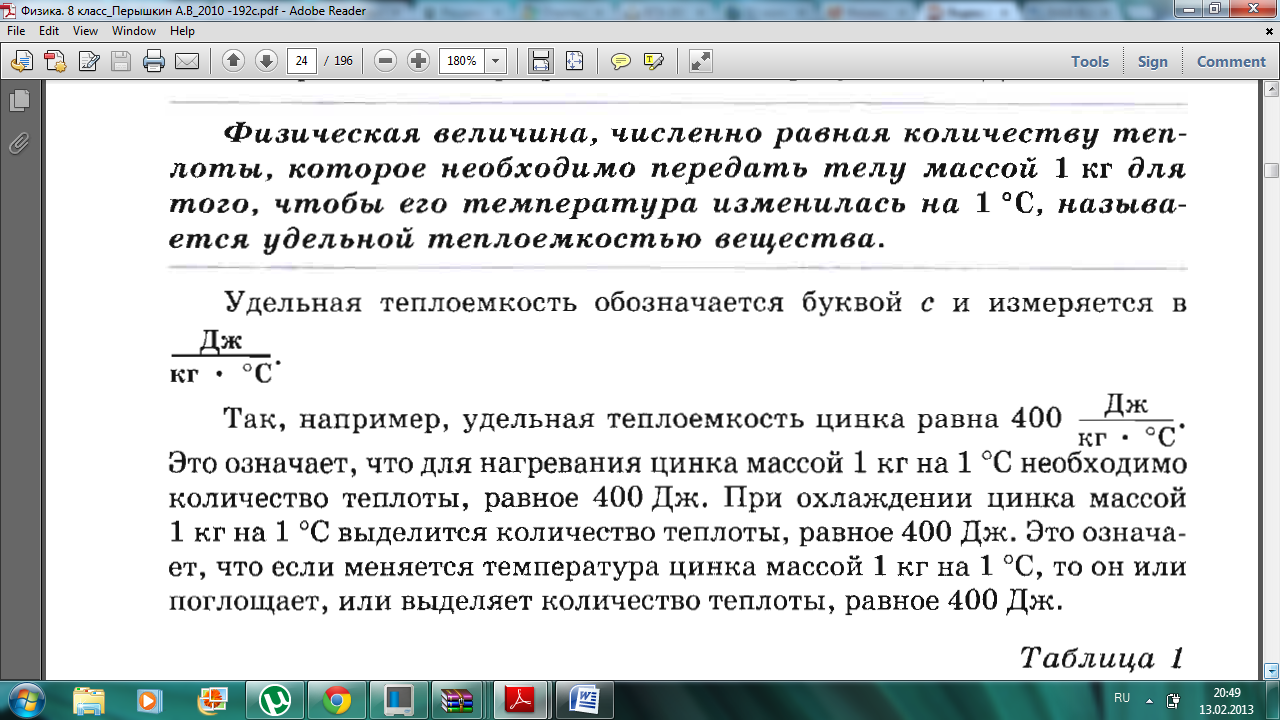 Физика. 8 класс_Перышкин А.В_2010 -192c.pdf - Adobe Reader
File Edit View Window Help
24 / 196 180% Tools Sign Comment
Физическая величина, численно равная количеству теп-
лоты, которое необходимо передать телу массой 1 кг для
того, чтобы его температура изменилась на 1 °С, называ-
ется удельной теплоемкостью вещества.
Удельная теплоемкость обозначается буквой c и измеряется в
Дж
кг · °С.
Так, например, удельная теплоемкость цинка равна 400 Дж
кг · °С.
Это означает, что для нагревания цинка массой 1 кг на 1 °С необходимо
количество теплоты, равное 400 Дж. При охлаждении цинка массой
1 кг на 1 °С выделится количество теплоты, равное 400 Дж. Это означа-
ет, что если меняется температура цинка массой 1 кг на 1 °С, то он или
поглощает, или выделяет количество теплоты, равное 400 Дж.
Таблица 1
RU 20:49
13.02.2013